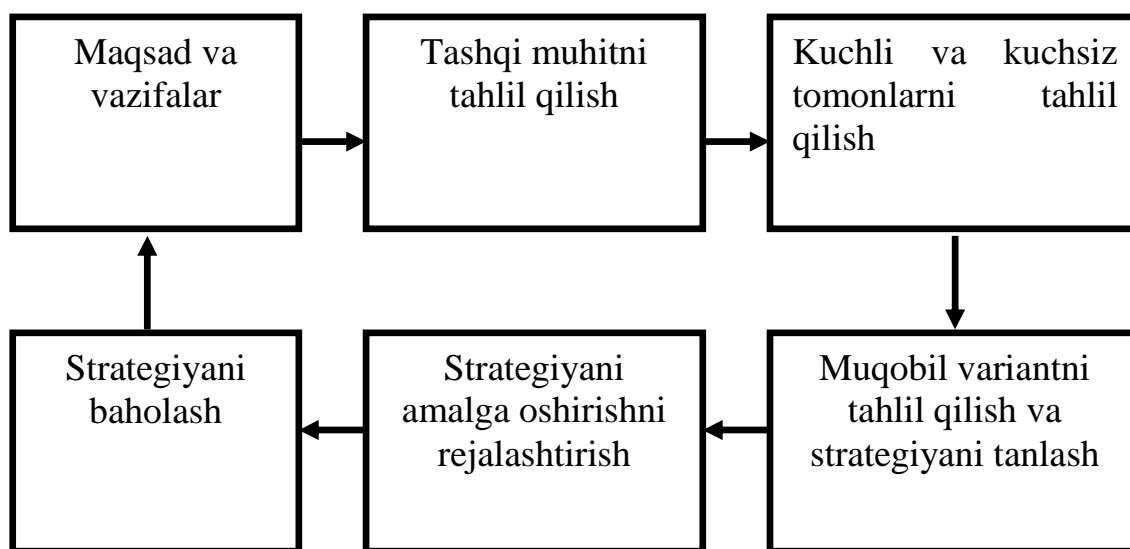 Maqsad va
vazifalar
Tashqi muhitni
tahlil qilish
Kuchli va kuchsiz
tomonlarni tahlil
qilish
Strategiyani
baholash
Strategiyani
amalga oshirishni
rejalashtirish
Muqobil variantni
tahlil qilish va
strategiyani tanlash